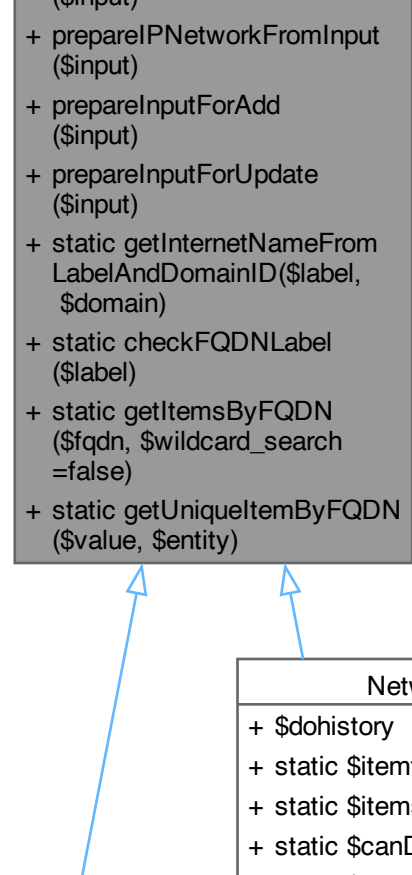 ($input)
+ prepareIPNetworkFromInput
($input)
+ prepareInputForAdd
($input)
+ prepareInputForUpdate
($input)
+ static getInternetNameFrom
LabelAndDomainID($label,
$domain)
+ static checkFQDNLabel
($label)
+ static getItemsByFQDN
($fqdn, $wildcard_search
=false)
+ static getUniqueItemByFQDN
($value, $entity)
+ $dohistory
+ static
+ static
+ static